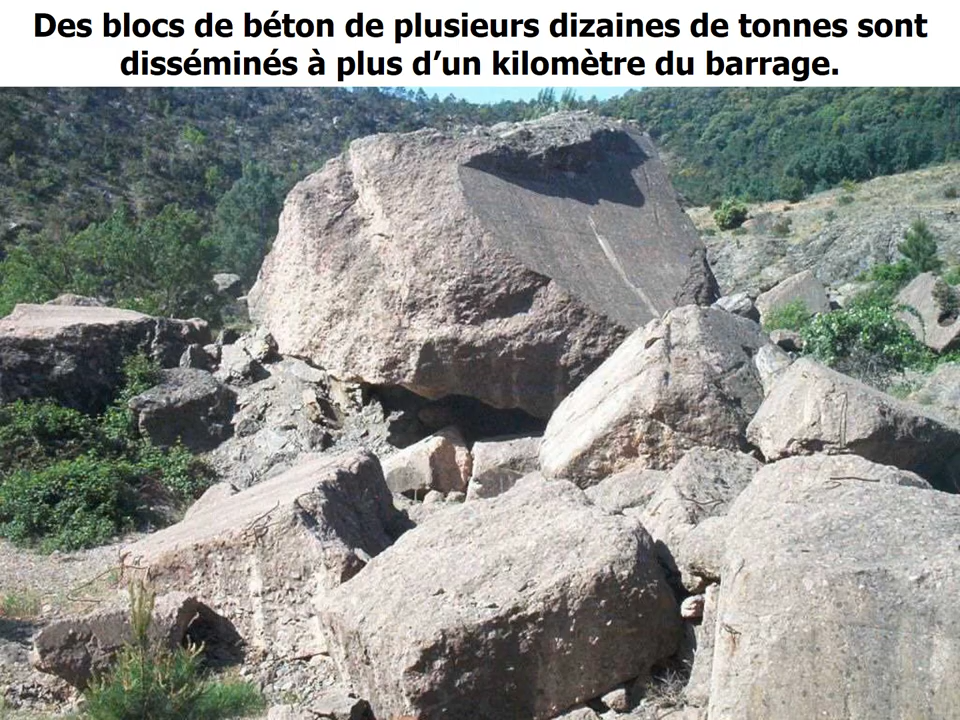 Des blocs de béton de plusieurs dizaines de tonnes sont
disséminés à plus d’un kilomètre du barrage.